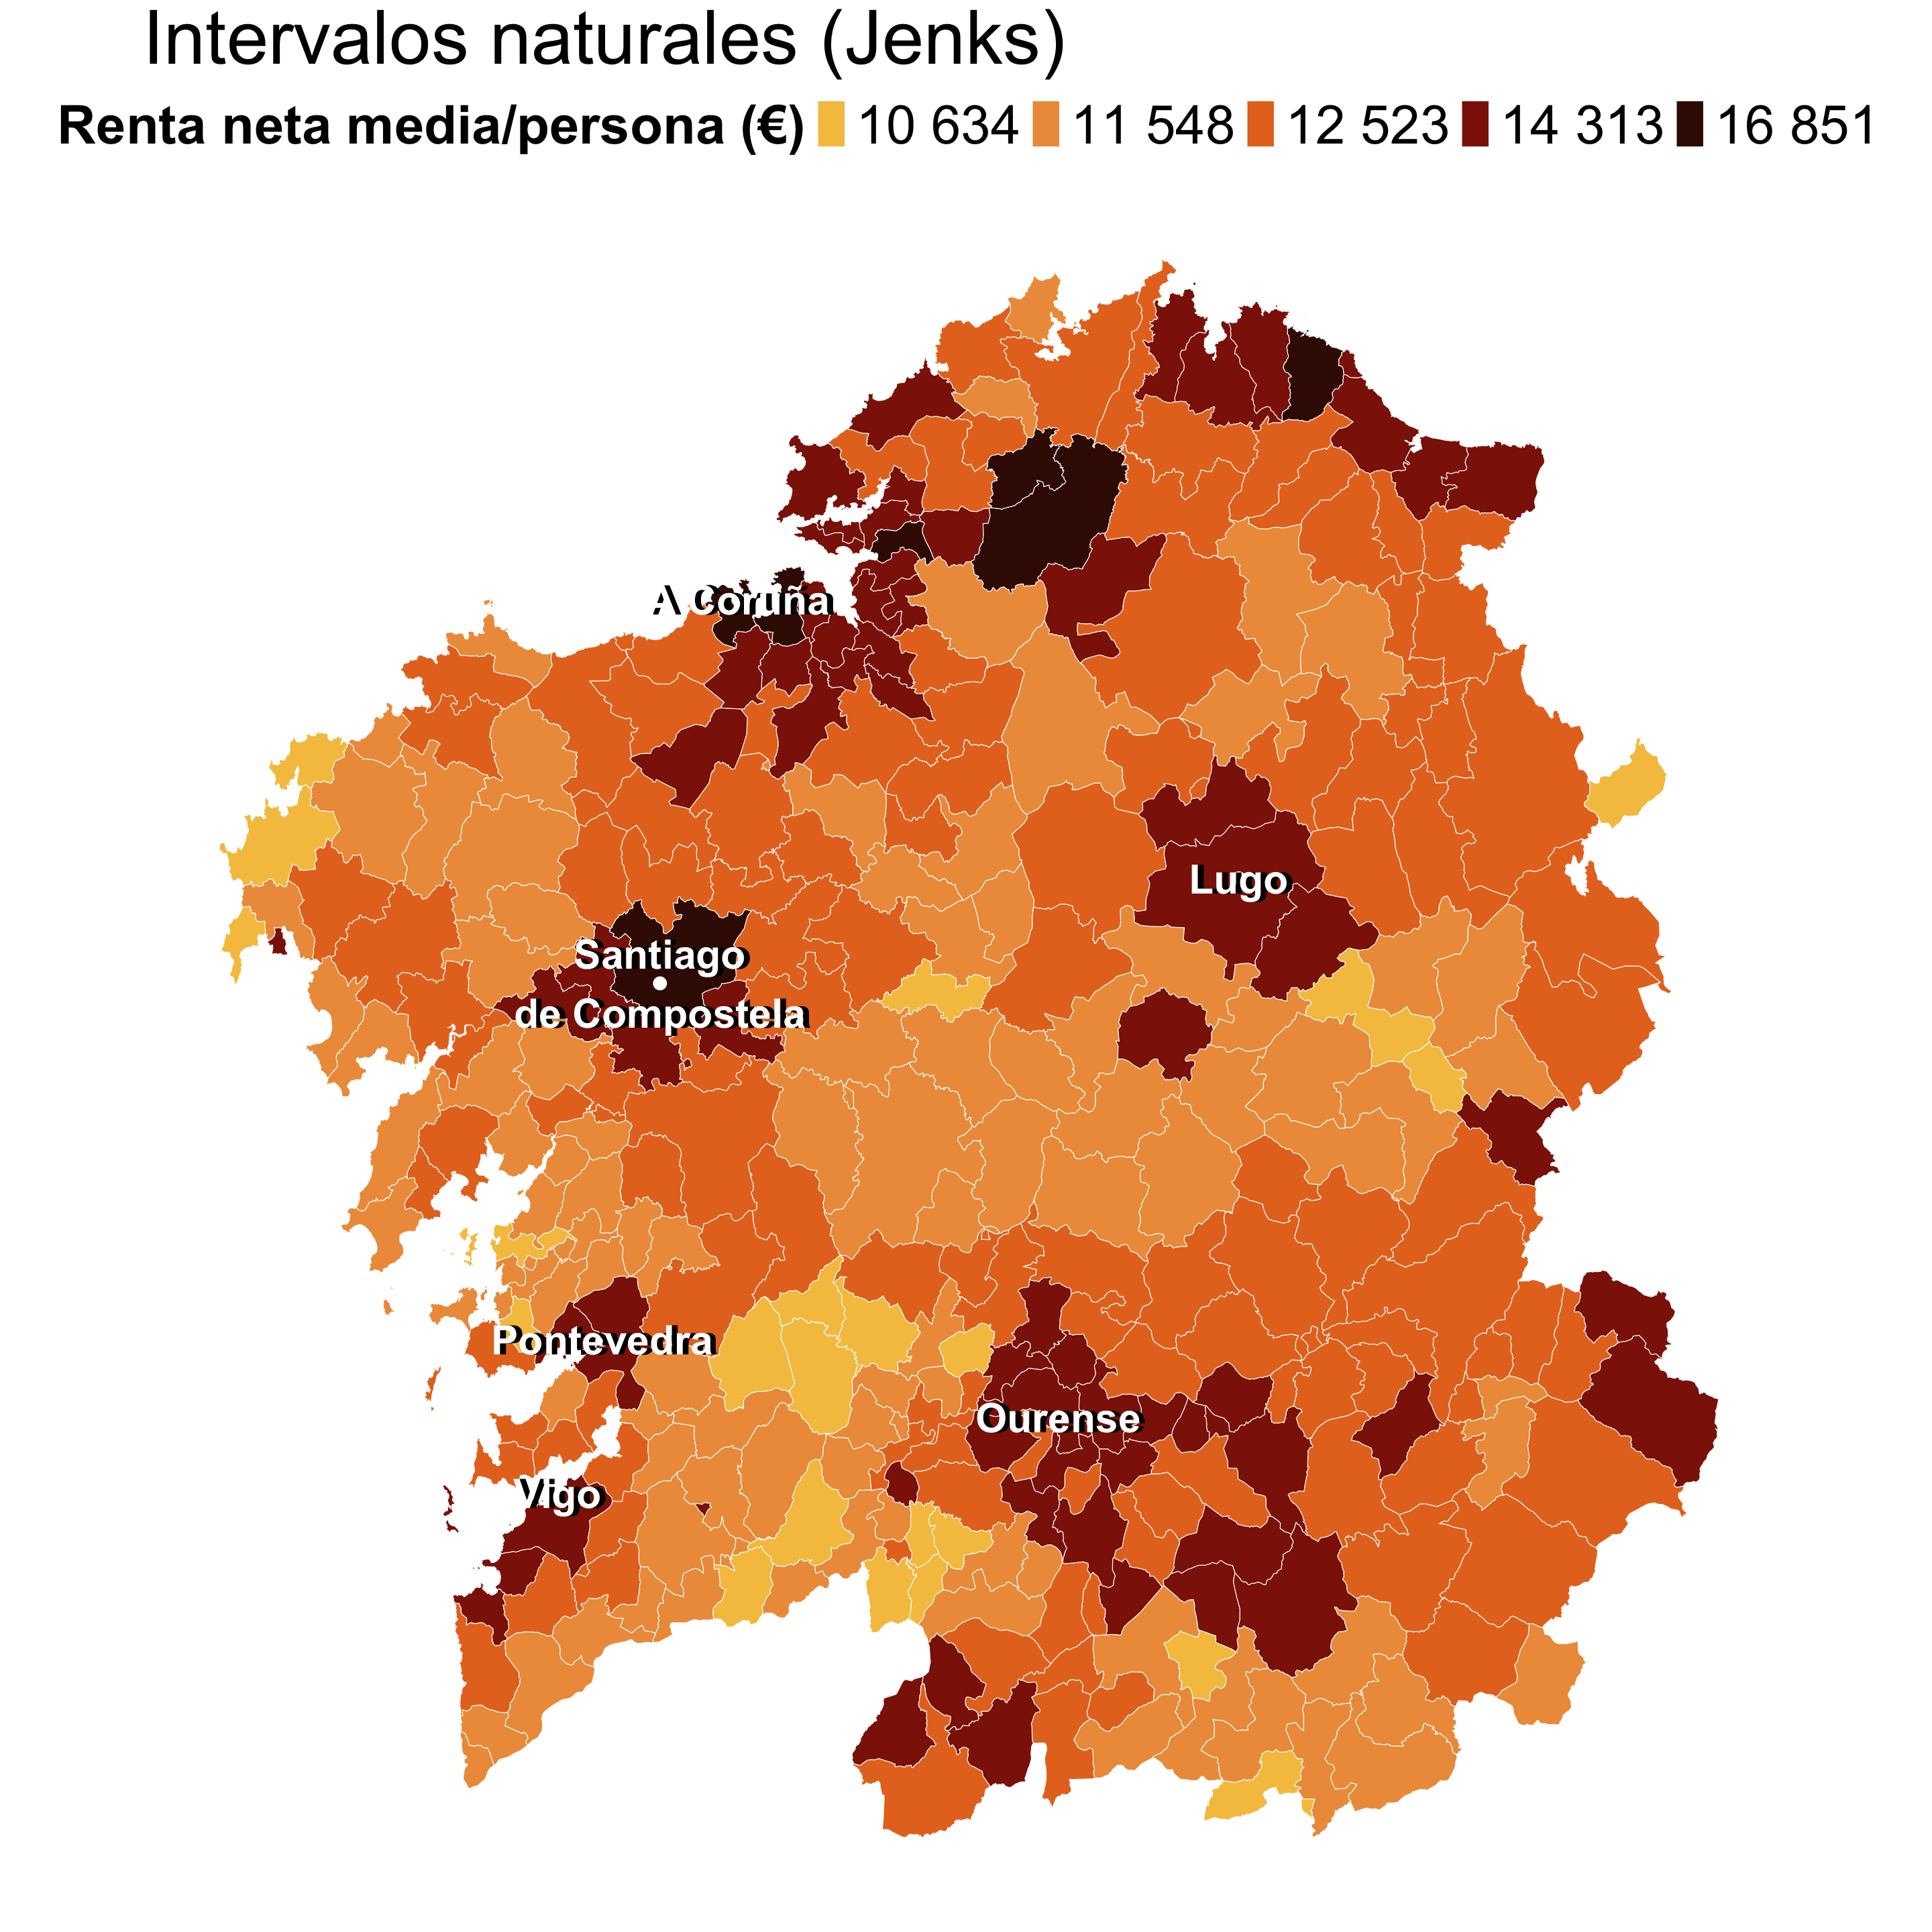 Intervalos naturales (Jenks)
Renta neta media/persona (€) 10 634 11 548 12 523 14 313 16 851
A Coruña
Lugo
Santiago
de Compostela
Pontevedra
Ourense
Vigo